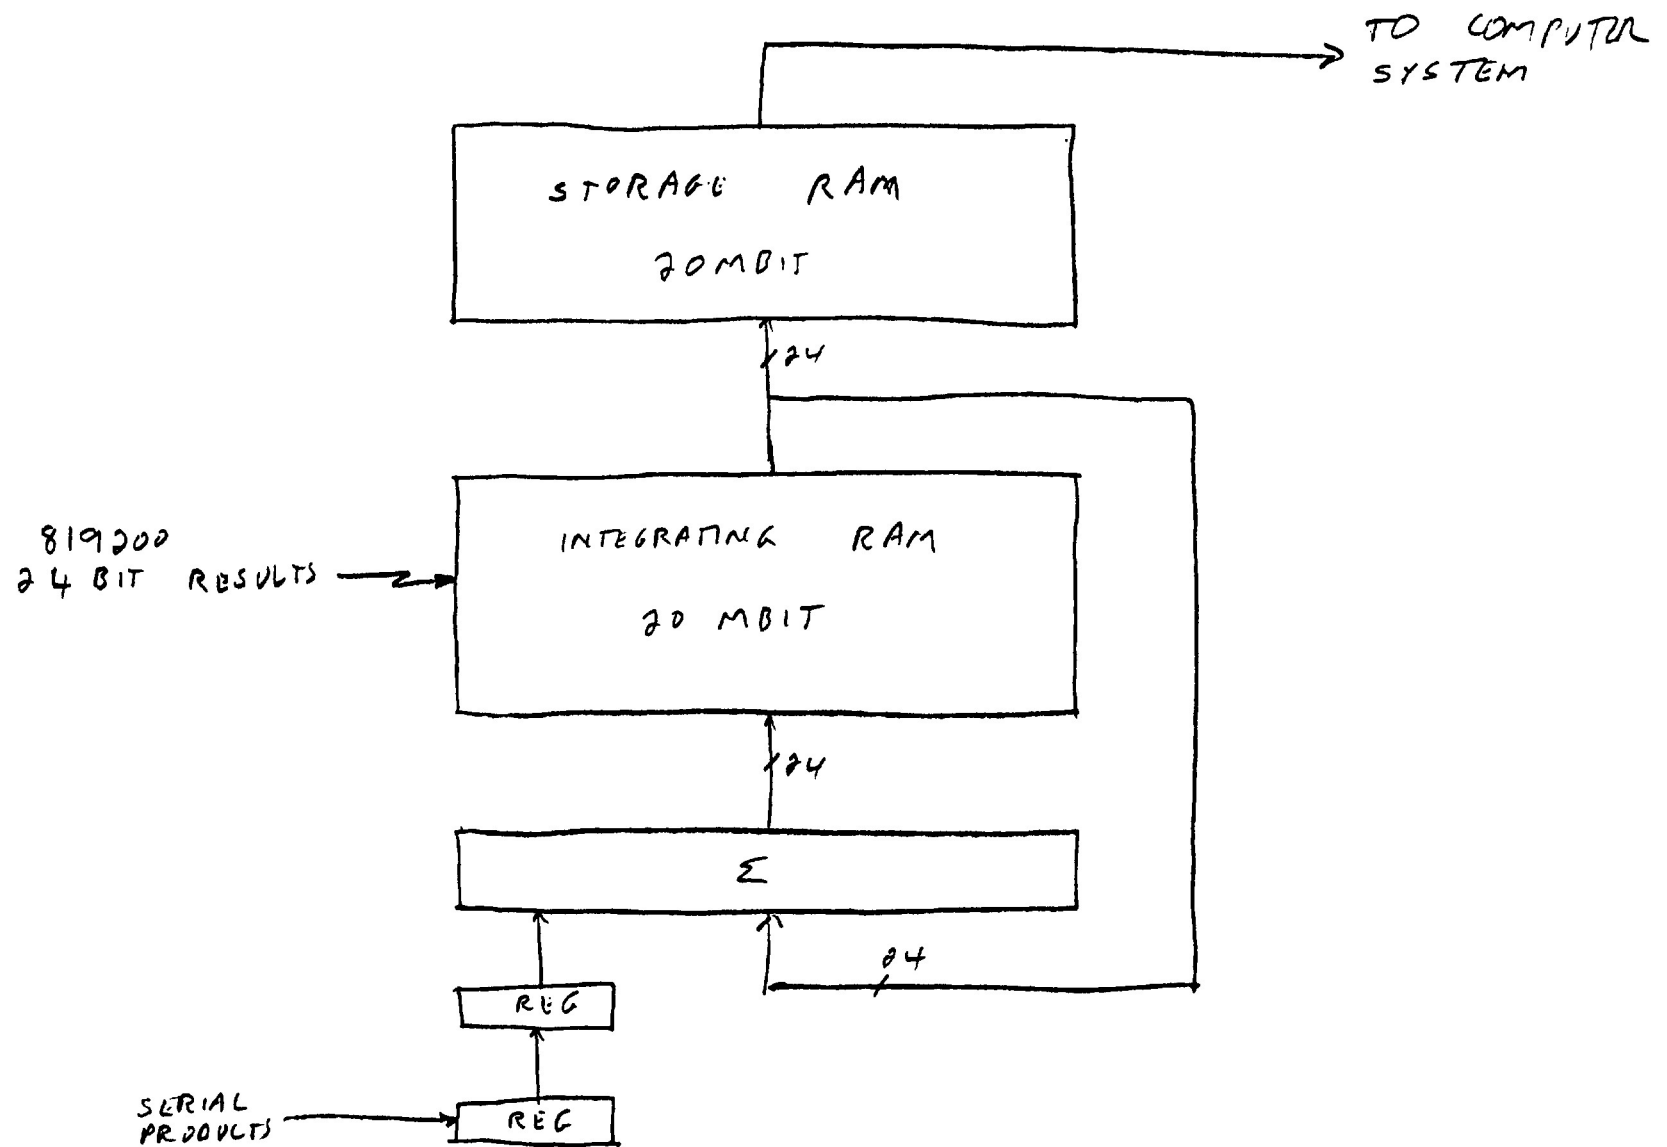 TO COMPUTER
SYSTEM
STORAGE RAM
20MBIT
24
819200
24 BIT RESULTS
INTEGRATING RAM
20 MBIT
24
Σ
24
REG
SERIAL
PRODUCTS
REG